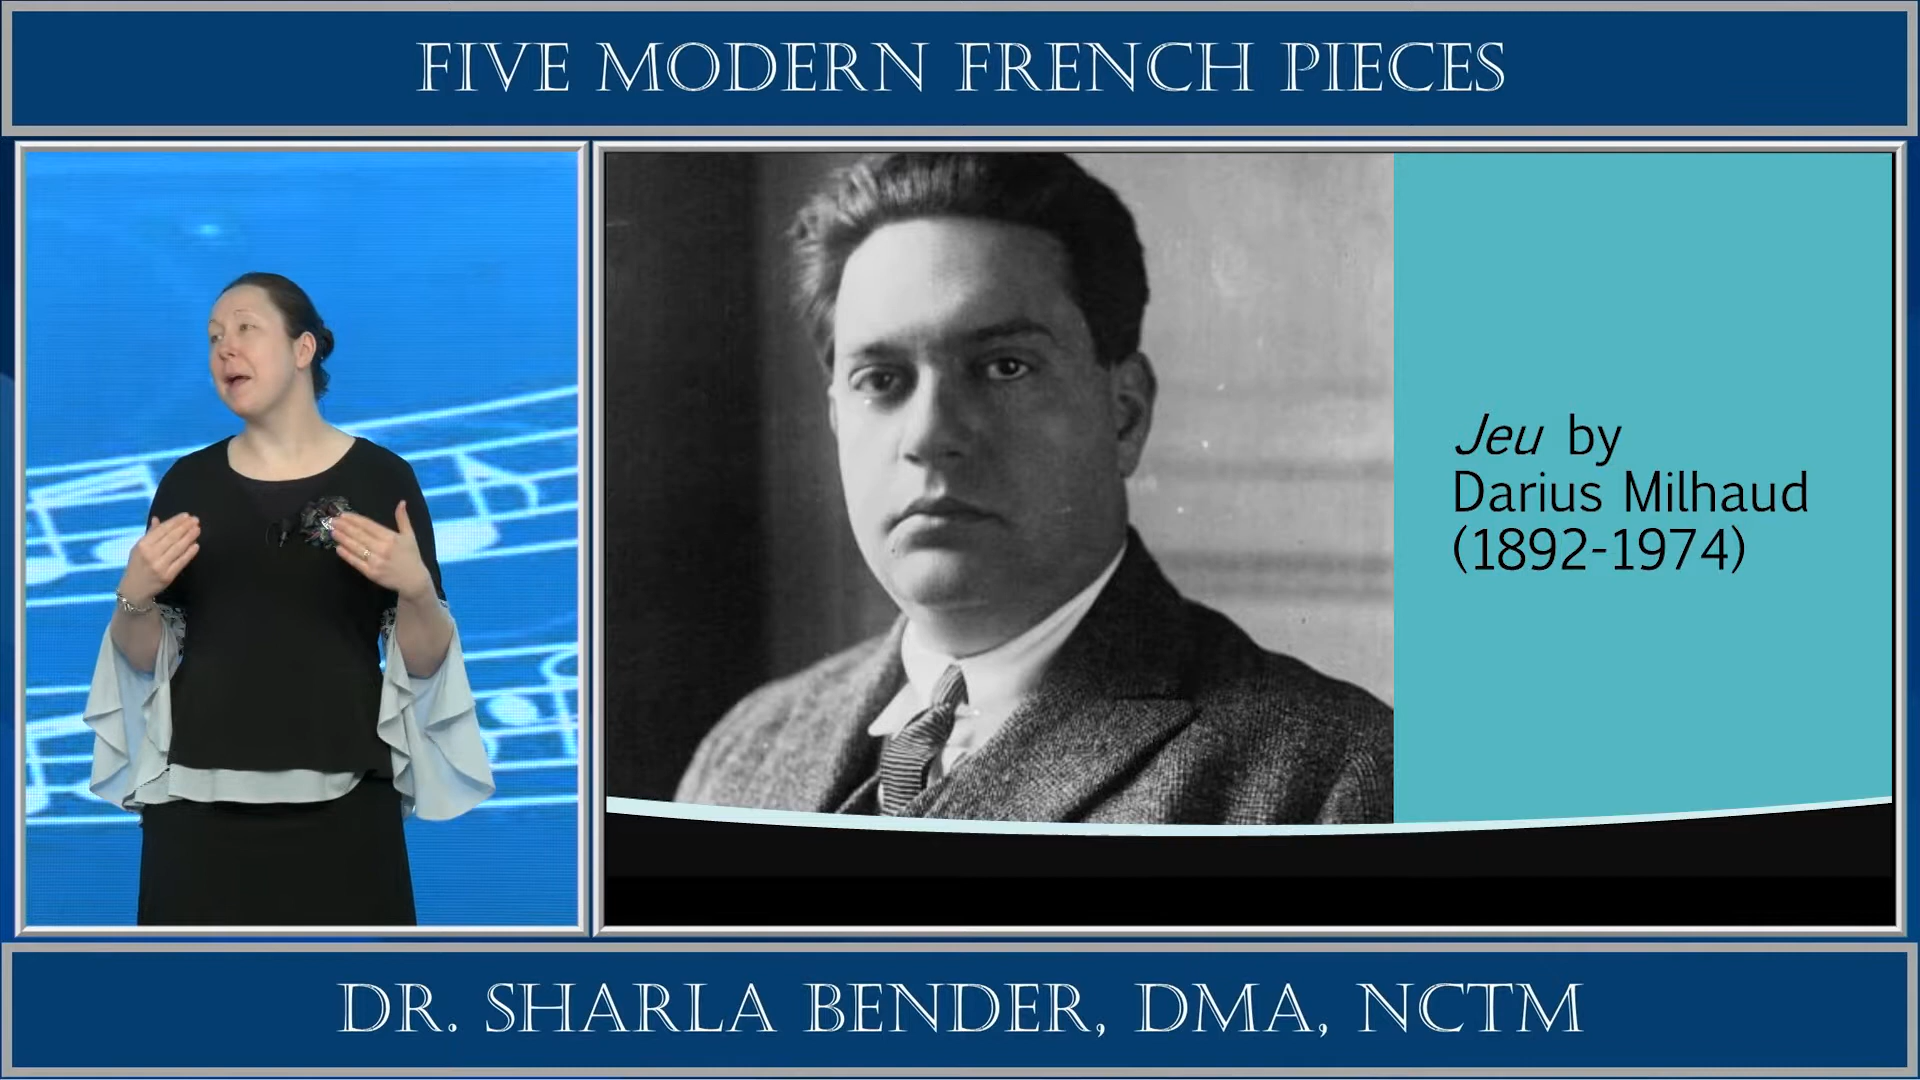 FIVE MODERN FRENCH PIECES
Jeu by
Darius Milhaud
(1892-1974)
DR. SHARLA BENDER, DMA, NCTM